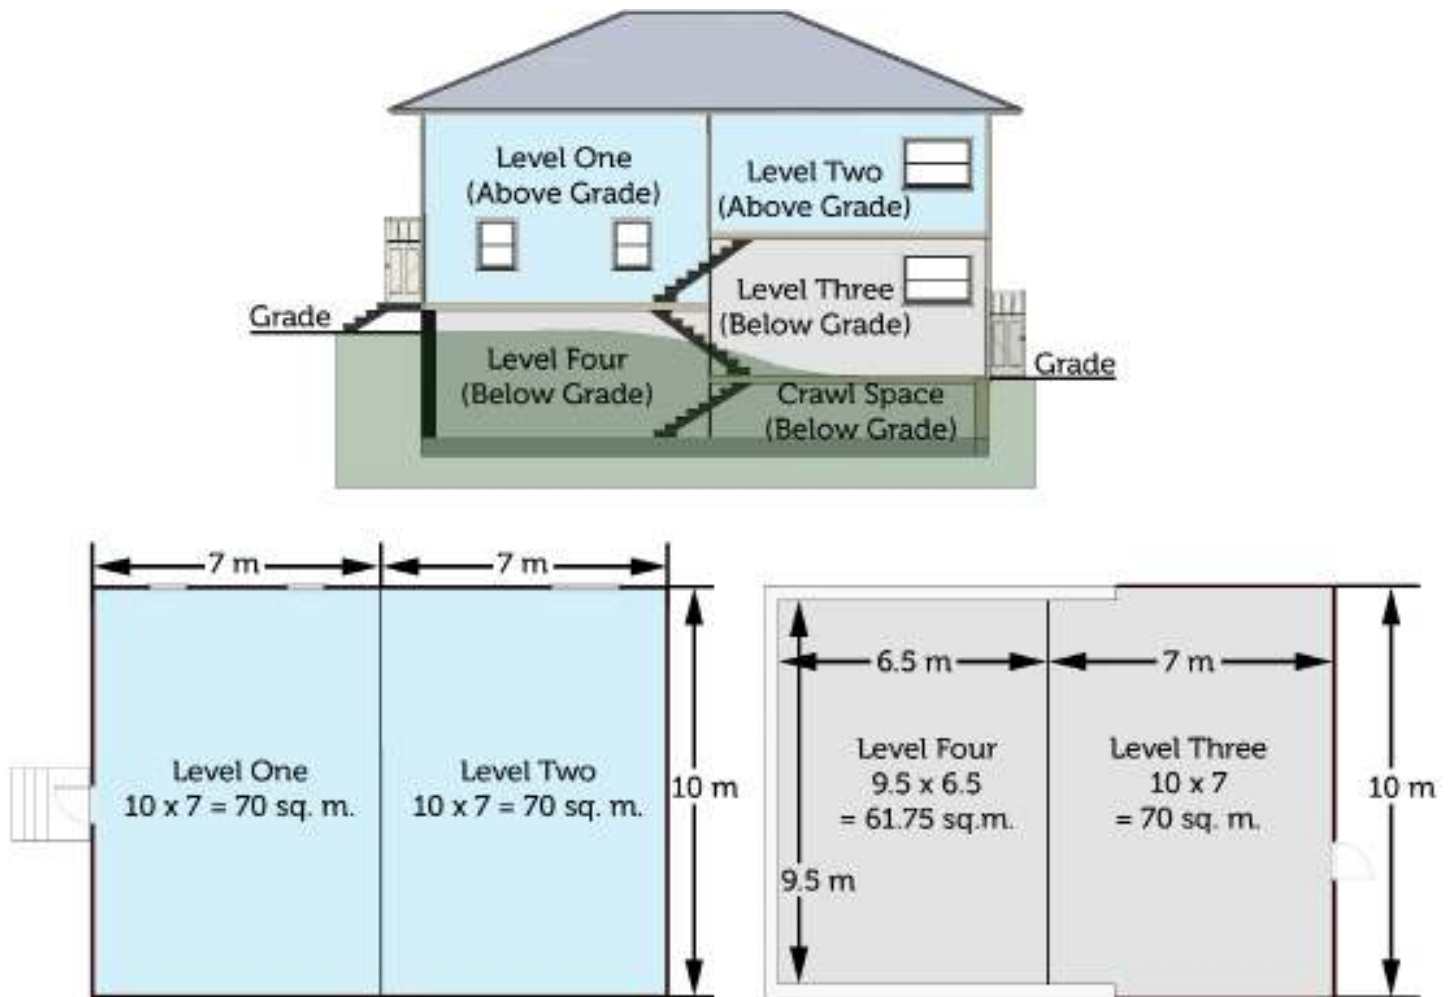 Level One
(Above Grade)
Level Two
(Above Grade)
Level Three
(Below Grade)
Grade
Level Four
(Below Grade)
Grade
Crawl Space
(Below Grade)
7 m
7 m
Level One
10 x 7 = 70 sq. m.
Level Two
10 x 7 = 70 sq. m.
10 m
6.5 m
7 m
Level Four
9.5 x 6.5
= 61.75 sq.m.
Level Three
10 x 7
= 70 sq. m.
10 m
9.5 m